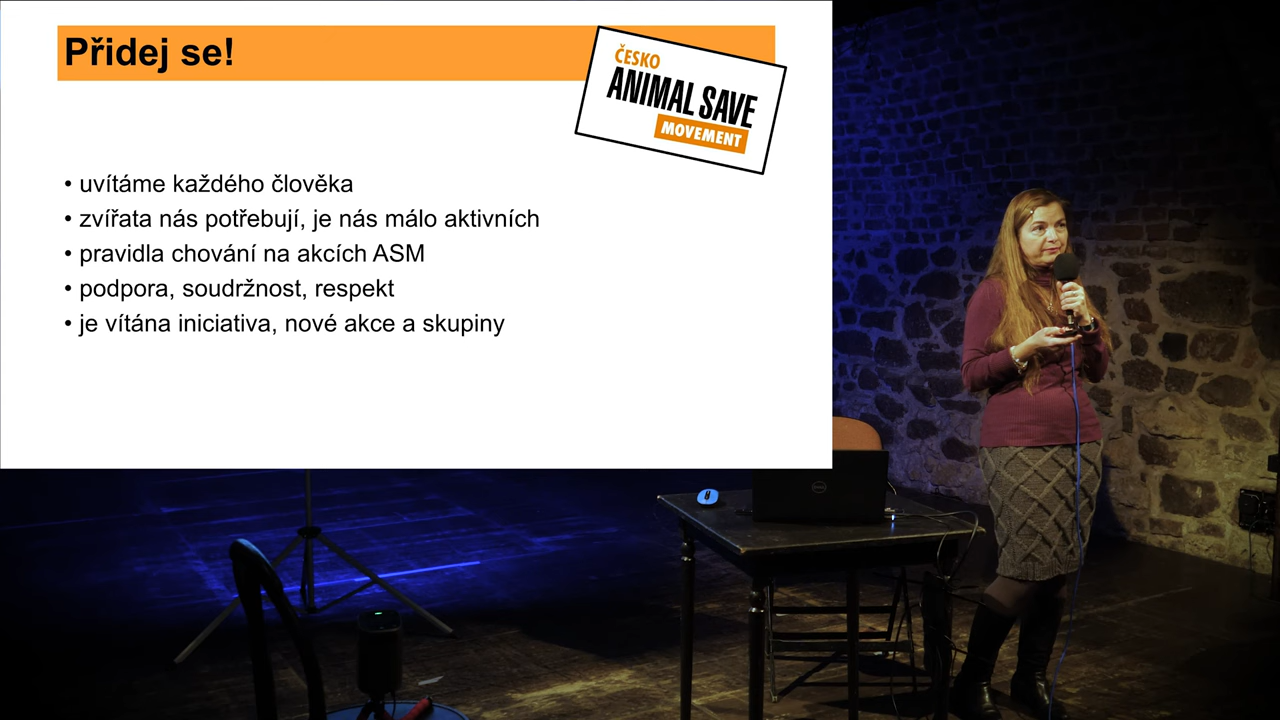 Přidej se!
ČESKO
ANIMAL SAVE
MOVEMENT
• uvítáme každého člověka
• zvířata nás potřebují, je nás málo aktivních
• pravidla chování na akcích ASM
• podpora, soudržnost, respekt
• je vítána iniciativa, nové akce a skupiny